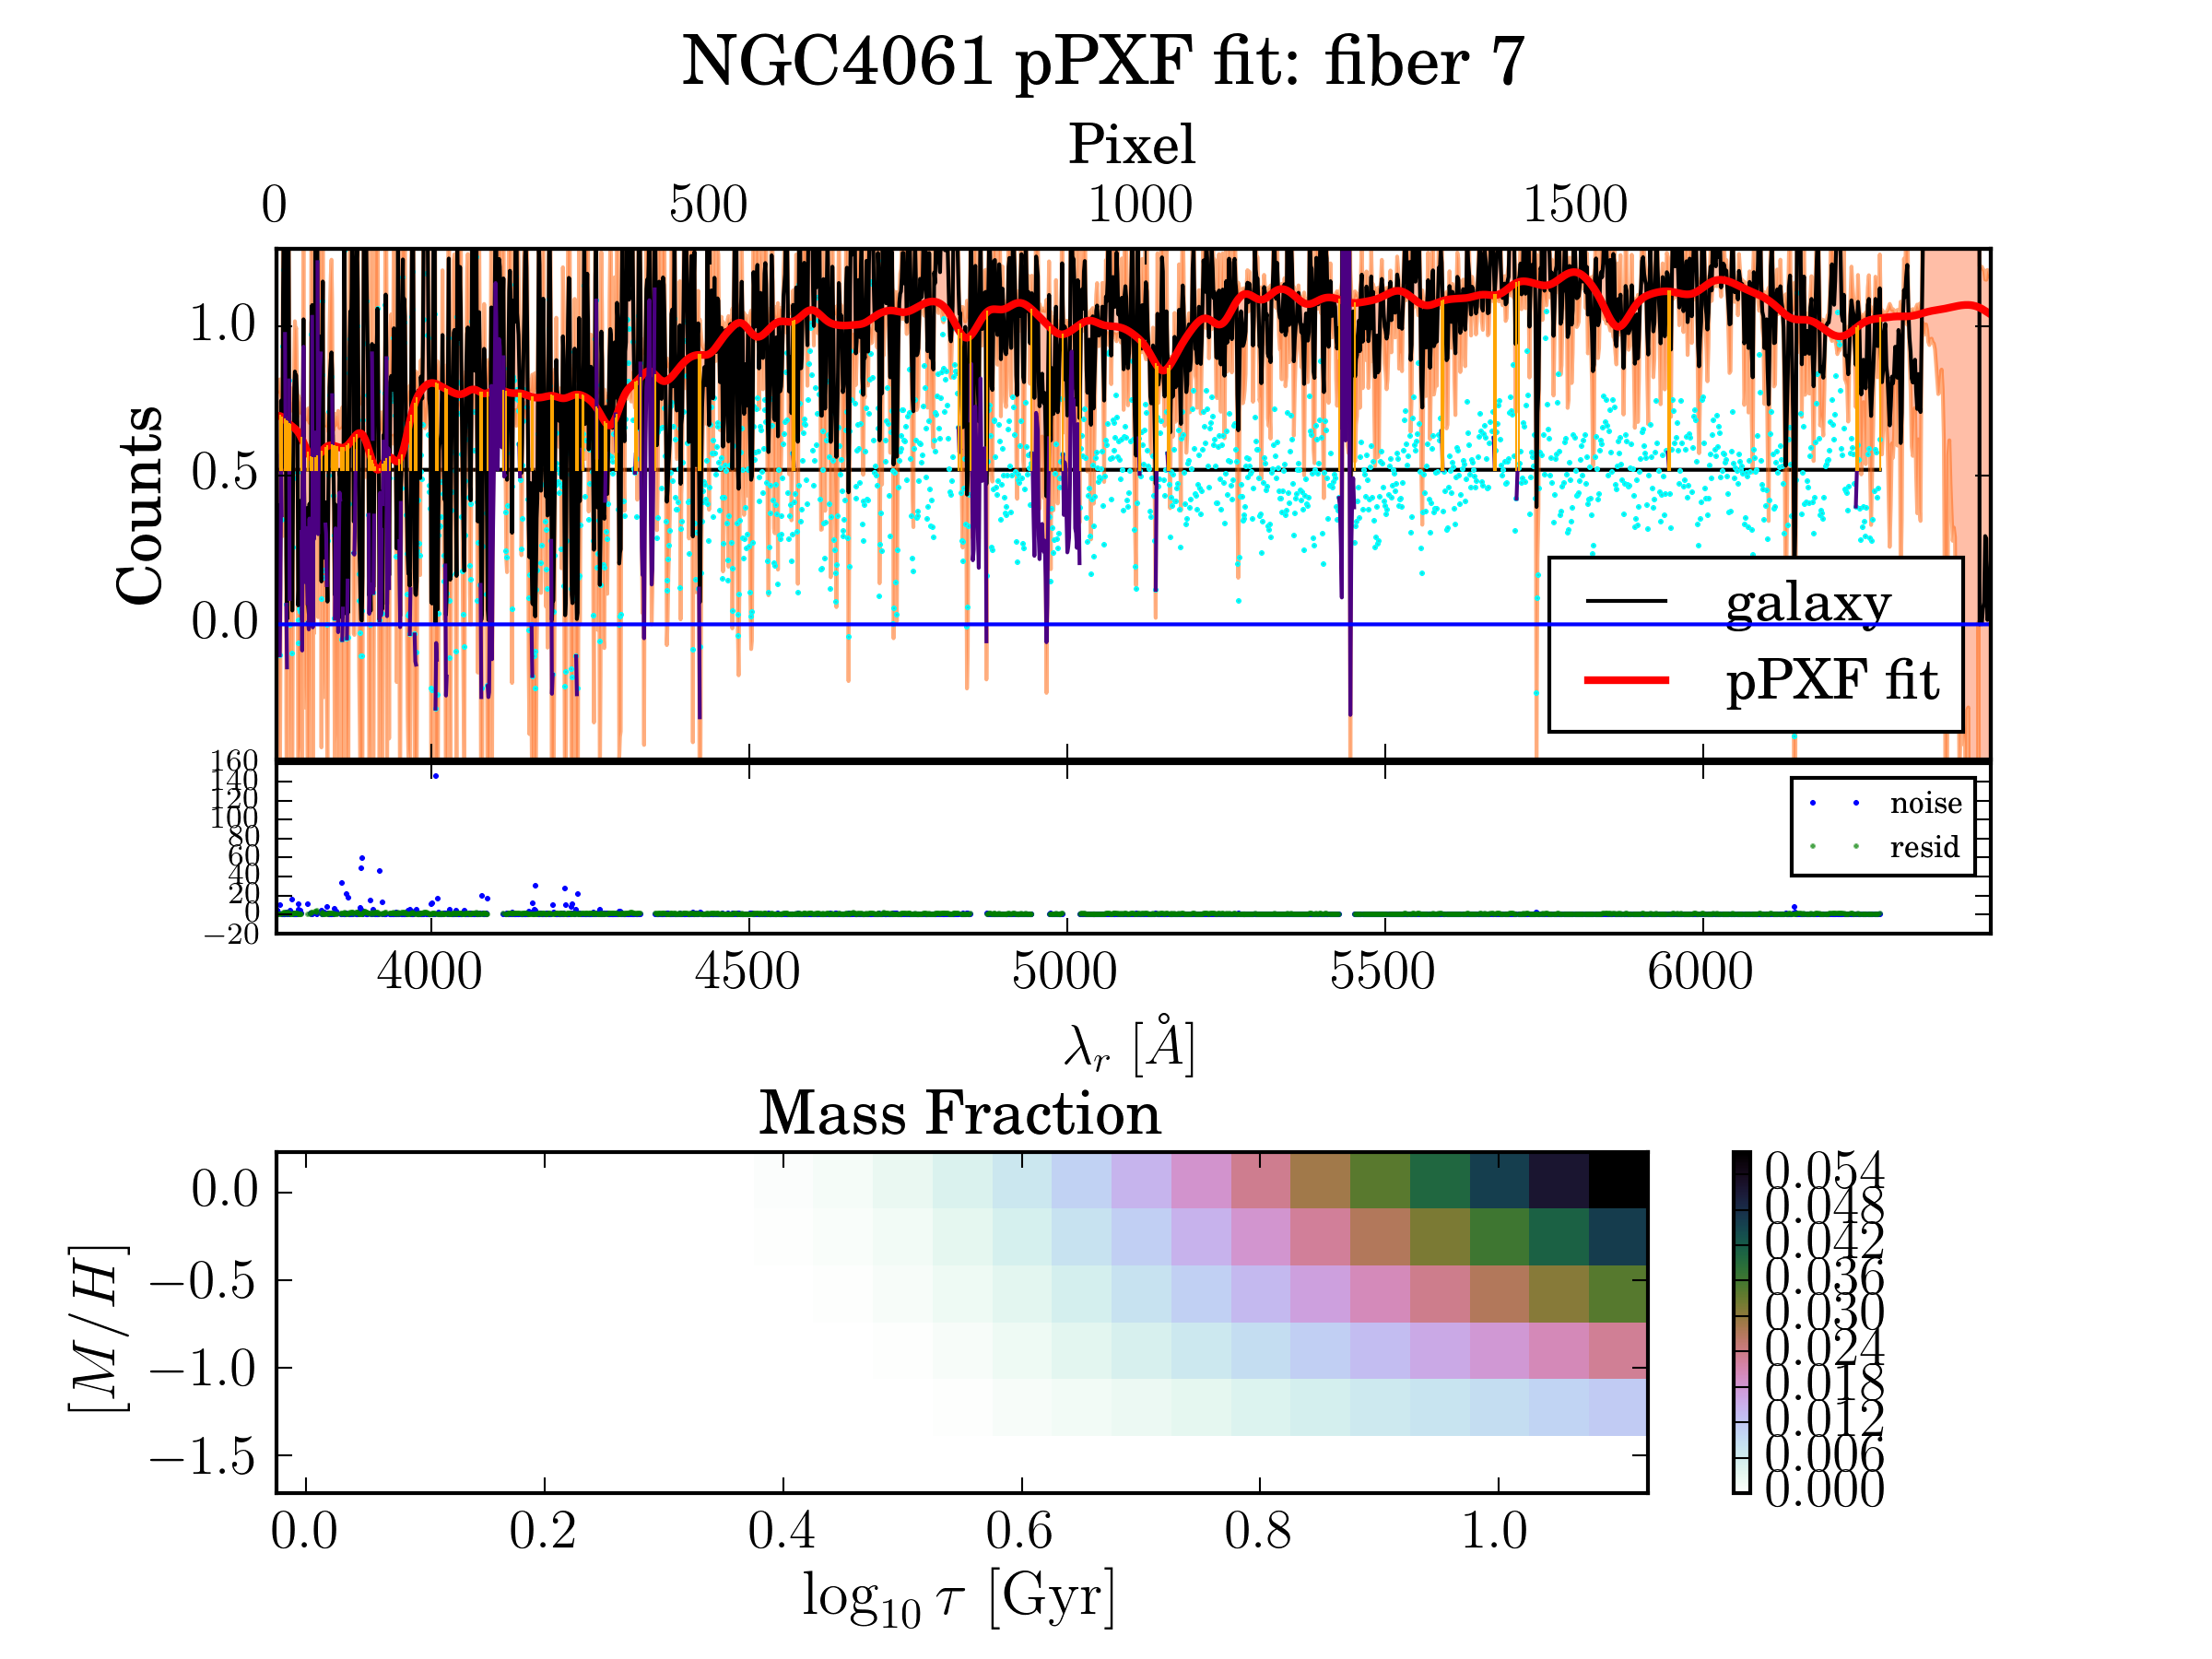 NGC4061 pPXF fit: fiber 7
Pixel
0 500 1000 1500
Counts
1.0
0.5
0.0
galaxy
pPXF fit
160
140
120
100
80
60
40
20
0
−20
noise
resid
4000 4500 5000 5500 6000
λr [Å]
Mass Fraction
[M/H]
0.0
−0.5
−1.0
−1.5
0.054
0.048
0.042
0.036
0.030
0.024
0.018
0.012
0.006
0.000
0.0 0.2 0.4 0.6 0.8 1.0
log10 τ [Gyr]